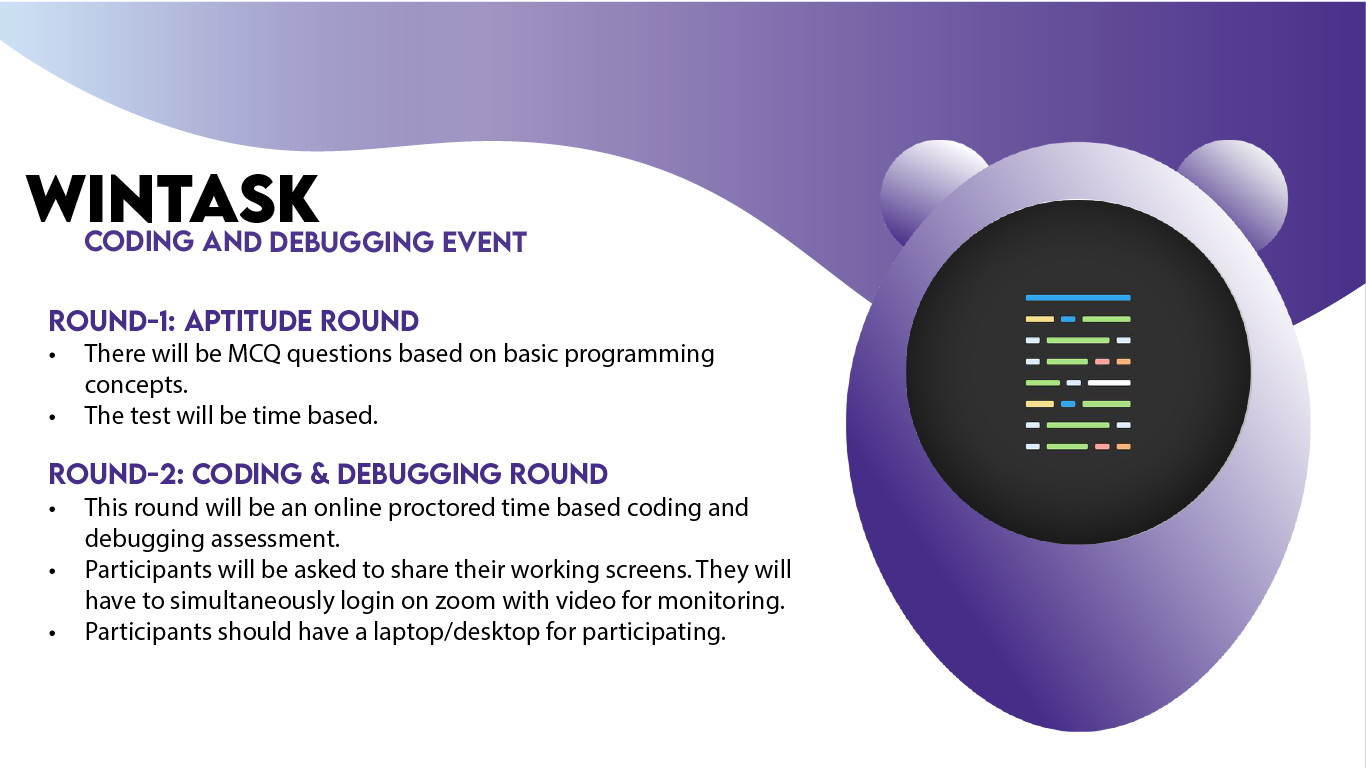 WINTASK
CODING AND DEBUGGING EVENT
ROUND-1: APTITUDE ROUND
• There will be MCQ questions based on basic programming
concepts.
• The test will be time based.
ROUND-2: CODING & DEBUGGING ROUND
• This round will be an online proctored time based coding and
debugging assessment.
• Participants will be asked to share their working screens. They will
have to simultaneously login on zoom with video for monitoring.
• Participants should have a laptop/desktop for participating.